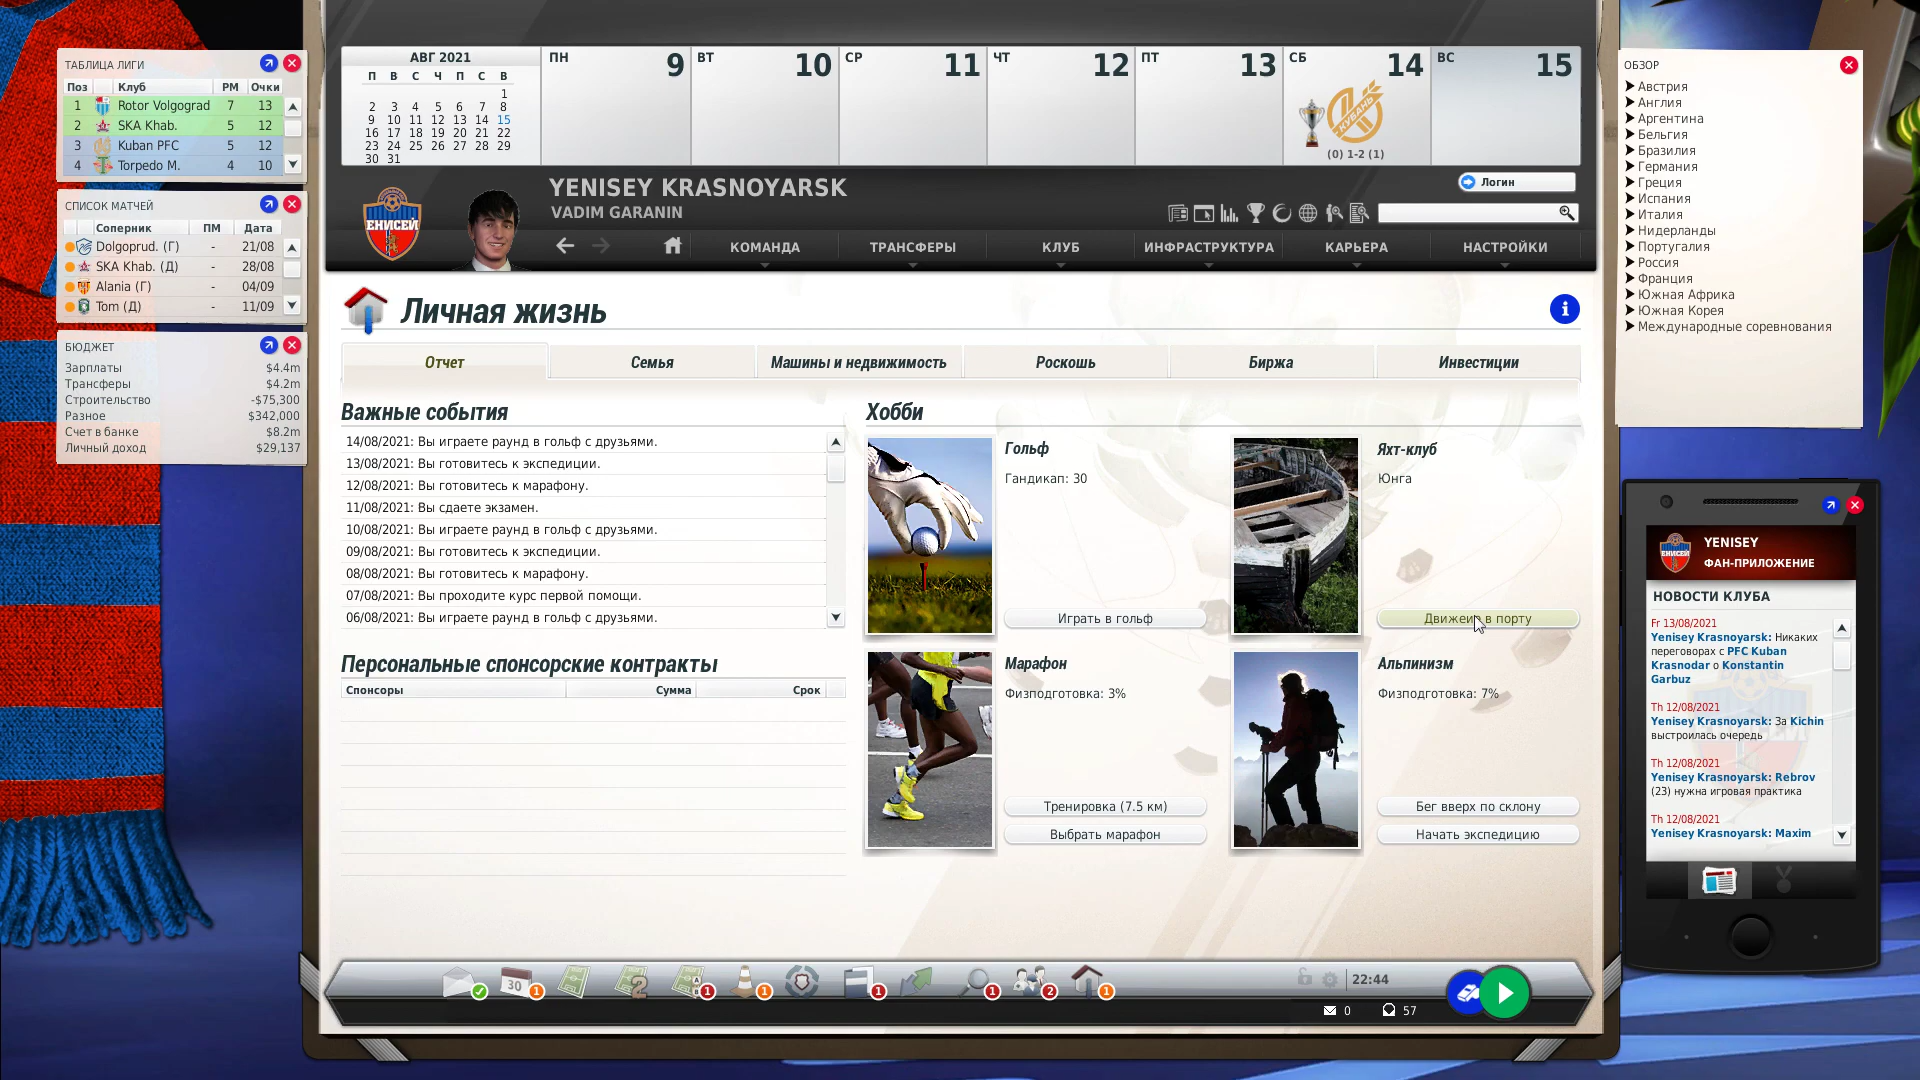 ТАБЛИЦА ЛИГИ
Поз Клуб РМ Очки
1 Rotor Volgograd 7 13
2 SKA Khab. 5 12
3 Kuban PFC 5 12
4 Torpedo M. 4 10
СПИСОК МАТЧЕЙ
Соперник ПМ Дата
Dolgoprud. (Г) - 21/08
SKA Khab. (Д) - 28/08
Alania (Г) - 04/09
Tom (Д) - 11/09
БЮДЖЕТ
Зарплаты $4.4m
Трансферы $4.2m
Строительство -$75,300
Разное $342,000
Счет в банке $8.2m
Личный доход $29,137
АВГ 2021
П В С Ч П С В
1
2 3 4 5 6 7 8
9 10 11 12 13 14 15
16 17 18 19 20 21 22
23 24 25 26 27 28 29
30 31
ПН 9
ВТ 10
СР 11
ЧТ 12
ПТ 13
СБ 14
КУБАНЬ
(0) 1-2 (1)
ВС 15
ЕНИСЕЙ
YENISEY KRASNOYARSK
VADIM GARANIN
Логин
КОМАНДА ТРАНСФЕРЫ КЛУБ ИНФРАСТРУКТУРА КАРЬЕРА НАСТРОЙКИ
Личная жизнь
Отчет Семья Машины и недвижимость Роскошь Биржа Инвестиции
Важные события
14/08/2021: Вы играете раунд в гольф с друзьями.
13/08/2021: Вы готовитесь к экспедиции.
12/08/2021: Вы готовитесь к марафону.
11/08/2021: Вы сдаете экзамен.
10/08/2021: Вы играете раунд в гольф с друзьями.
09/08/2021: Вы готовитесь к экспедиции.
08/08/2021: Вы готовитесь к марафону.
07/08/2021: Вы проходите курс первой помощи.
06/08/2021: Вы играете раунд в гольф с друзьями.
Персональные спонсорские контракты
Спонсоры Сумма Срок
Хобби
Гольф
Гандикап: 30
Играть в гольф
Яхт-клуб
Юнга
в порту
Марафон
Физподготовка: 3%
Тренировка (7.5 км)
Выбрать марафон
Альпинизм
Физподготовка: 7%
Бег вверх по склону
Начать экспедицию
ОБЗОР
Австрия
Англия
Аргентина
Бельгия
Бразилия
Германия
Греция
Испания
Италия
Нидерланды
Португалия
Россия
Франция
Южная Африка
Южная Корея
Международные соревнования
ЕНИСЕЙ
YENISEY
ФАН-ПРИЛОЖЕНИЕ
НОВОСТИ КЛУБА
Fr 13/08/2021
Yenisey Krasnoyarsk: Никаких
переговорах с PFC Kuban
Krasnodar о Konstantin
Garbuz
Th 12/08/2021
Yenisey Krasnoyarsk: За Kichin
выстроилась очередь
Th 12/08/2021
Yenisey Krasnoyarsk: Rebrov
(23) нужна игровая практика
Th 12/08/2021
Yenisey Krasnoyarsk: Maxim
30 1 2 1 1 1 1 2 1
22:44
0 57